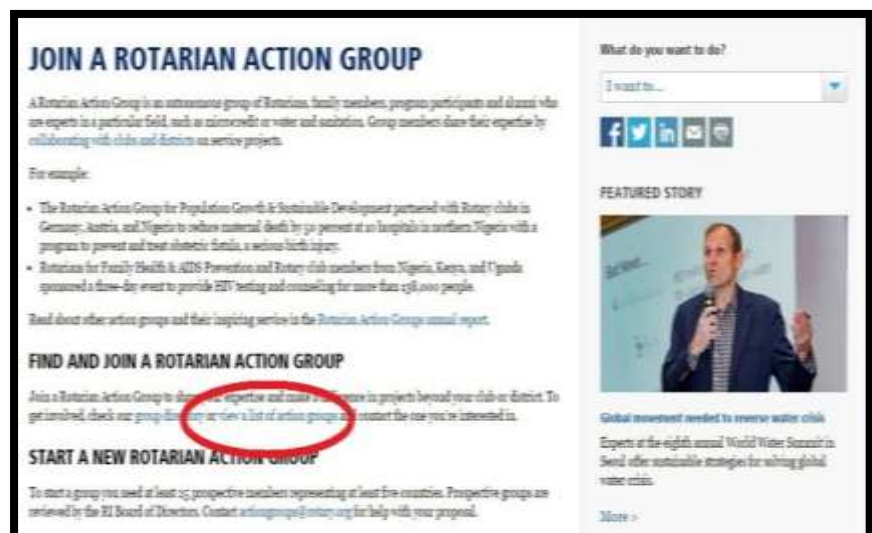 JOIN A ROTARIAN ACTION GROUP
A Rotarian Action Group is an autonomous group of Rotarians, family members, program participants and alumni who
are experts in a particular field, such as microcredit or water and sanitation. Group members share their expertise by
collaborating with clubs and districts on service projects.
For example:
• The Rotarian Action Group for Population Growth & Sustainable Development partnered with Rotary clubs in
Germany, Austria, and Nigeria to reduce maternal death by 50 percent at 10 hospitals in northern Nigeria with a
program to prevent and treat obstetric fistula, a serious birth injury.
• Rotarians for Family Health & AIDS Prevention and Rotary club members from Nigeria, Kenya, and Uganda
sponsored a three-day event to provide HIV testing and counseling for more than 138,000 people.
Read about other action groups and their inspiring service in the Rotarian Action Groups annual report.
FIND AND JOIN A ROTARIAN ACTION GROUP
Join a Rotarian Action Group to share your expertise and make a difference in projects beyond your club or district. To
get involved, check our group directory or view a list of action groups and contact the one you're interested in.
START A NEW ROTARIAN ACTION GROUP
To start a group you need at least 25 prospective members representing at least five countries. Prospective groups are
reviewed by the RI Board of Directors. Contact actiongroups@rotary.org for help with your proposal.
What do you want to do?
I want to...
FEATURED STORY
Global movement needed to reverse water crisis
Experts at the eighth annual World Water Summit in
Seoul offer sustainable strategies for solving global
water crisis.
More >